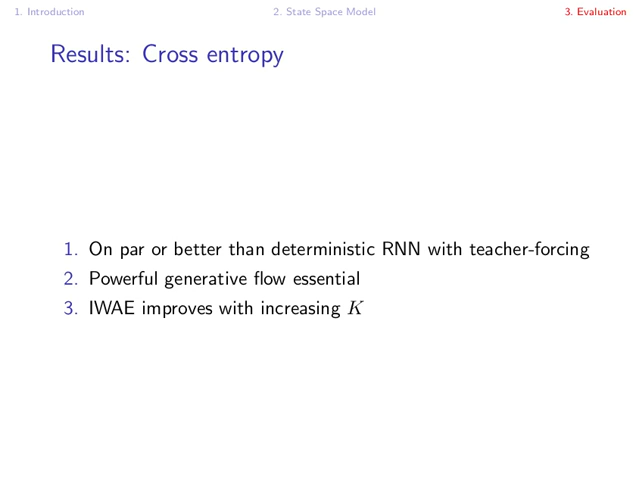 1. Introduction 2. State Space Model 3. Evaluation
Results: Cross entropy
1. On par or better than deterministic RNN with teacher-forcing
2. Powerful generative flow essential
3. IWAE improves with increasing K